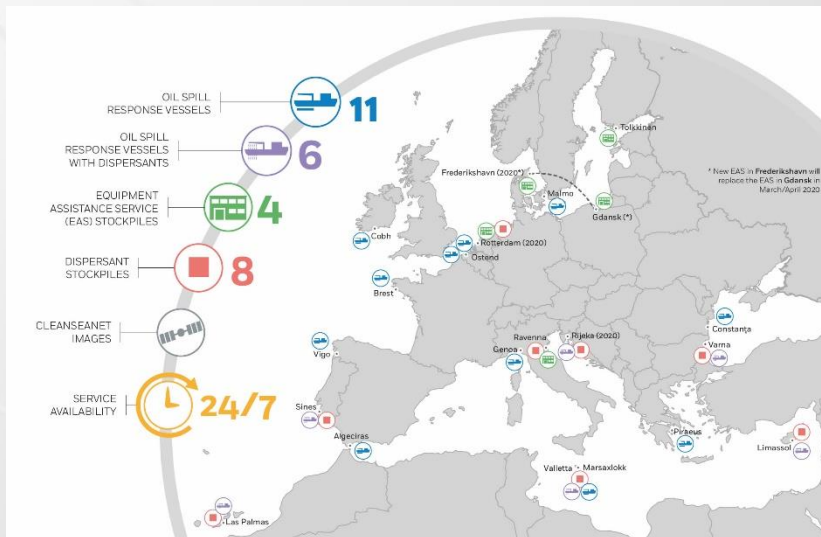 OIL SPILL
RESPONSE VESSELS
11
OIL SPILL
RESPONSE VESSELS
WITH DISPERSANTS
6
EQUIPMENT
ASSISTANCE SERVICE
(EAS) STOCKPILES
4
DISPERSANT
STOCKPILES
8
CLEANSEANET
IMAGES
SERVICE
AVAILABILITY
24/7
Tolkkinen
Frederikshavn (2020*)
* New EAS in Frederikshavn will
replace the EAS in Gdansk in
March/April 2020
Malmo
Gdansk (*)
Cobh
Rotterdam (2020)
Ostend
Brest
Constanţa
Varna
Ravenna
Rijeka (2020)
Genoa
Vigo
Sines
Algeciras
Piraeus
Limassol
Valletta
Marsaxlokk
Las Palmas